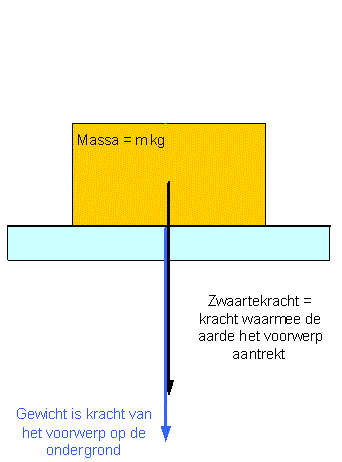 Massa = m kg
Zwaartekracht =
kracht waarmee de
aarde het voorwerp
aantrekt
Gewicht is kracht van
het voorwerp op de
ondergrond